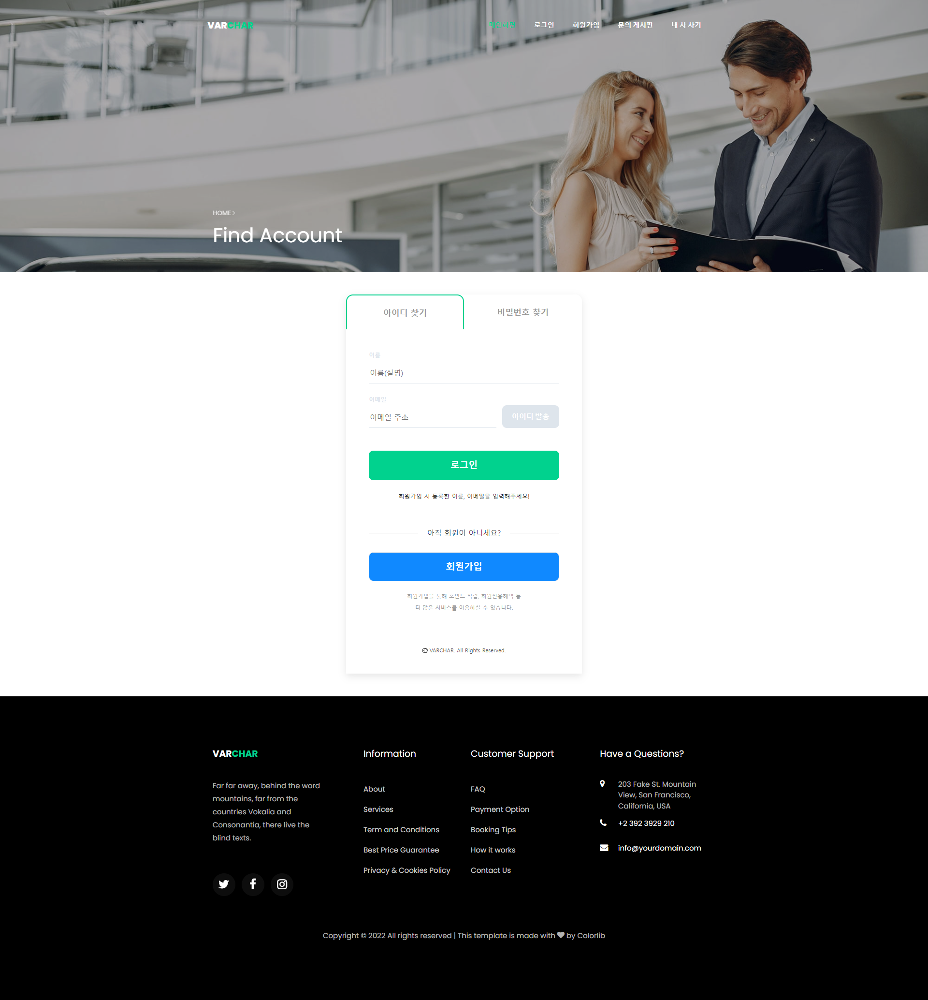 VARCHAR
메인화면 로그인 회원가입 문의 게시판 내 차 사기
HOME >
Find Account
아이디 찾기 비밀번호 찾기
이름
이름(실명)
이메일
이메일 주소
아이디 발송
로그인
회원가입 시 등록한 이름, 이메일을 입력해주세요!
아직 회원이 아니세요?
회원가입
회원가입을 통해 포인트 적립, 회원전용혜택 등
더 많은 서비스를 이용하실 수 있습니다.
© VARCHAR. All Rights Reserved.
VARCHAR
Far far away, behind the word
mountains, far from the
countries Vokalia and
Consonantia, there live the
blind texts.
Information
About
Services
Term and Conditions
Best Price Guarantee
Privacy & Cookies Policy
Customer Support
FAQ
Payment Option
Booking Tips
How it works
Contact Us
Have a Questions?
203 Fake St. Mountain
View, San Francisco,
California, USA
+2 392 3929 210
info@yourdomain.com
Copyright © 2022 All rights reserved | This template is made with ♥ by Colorlib